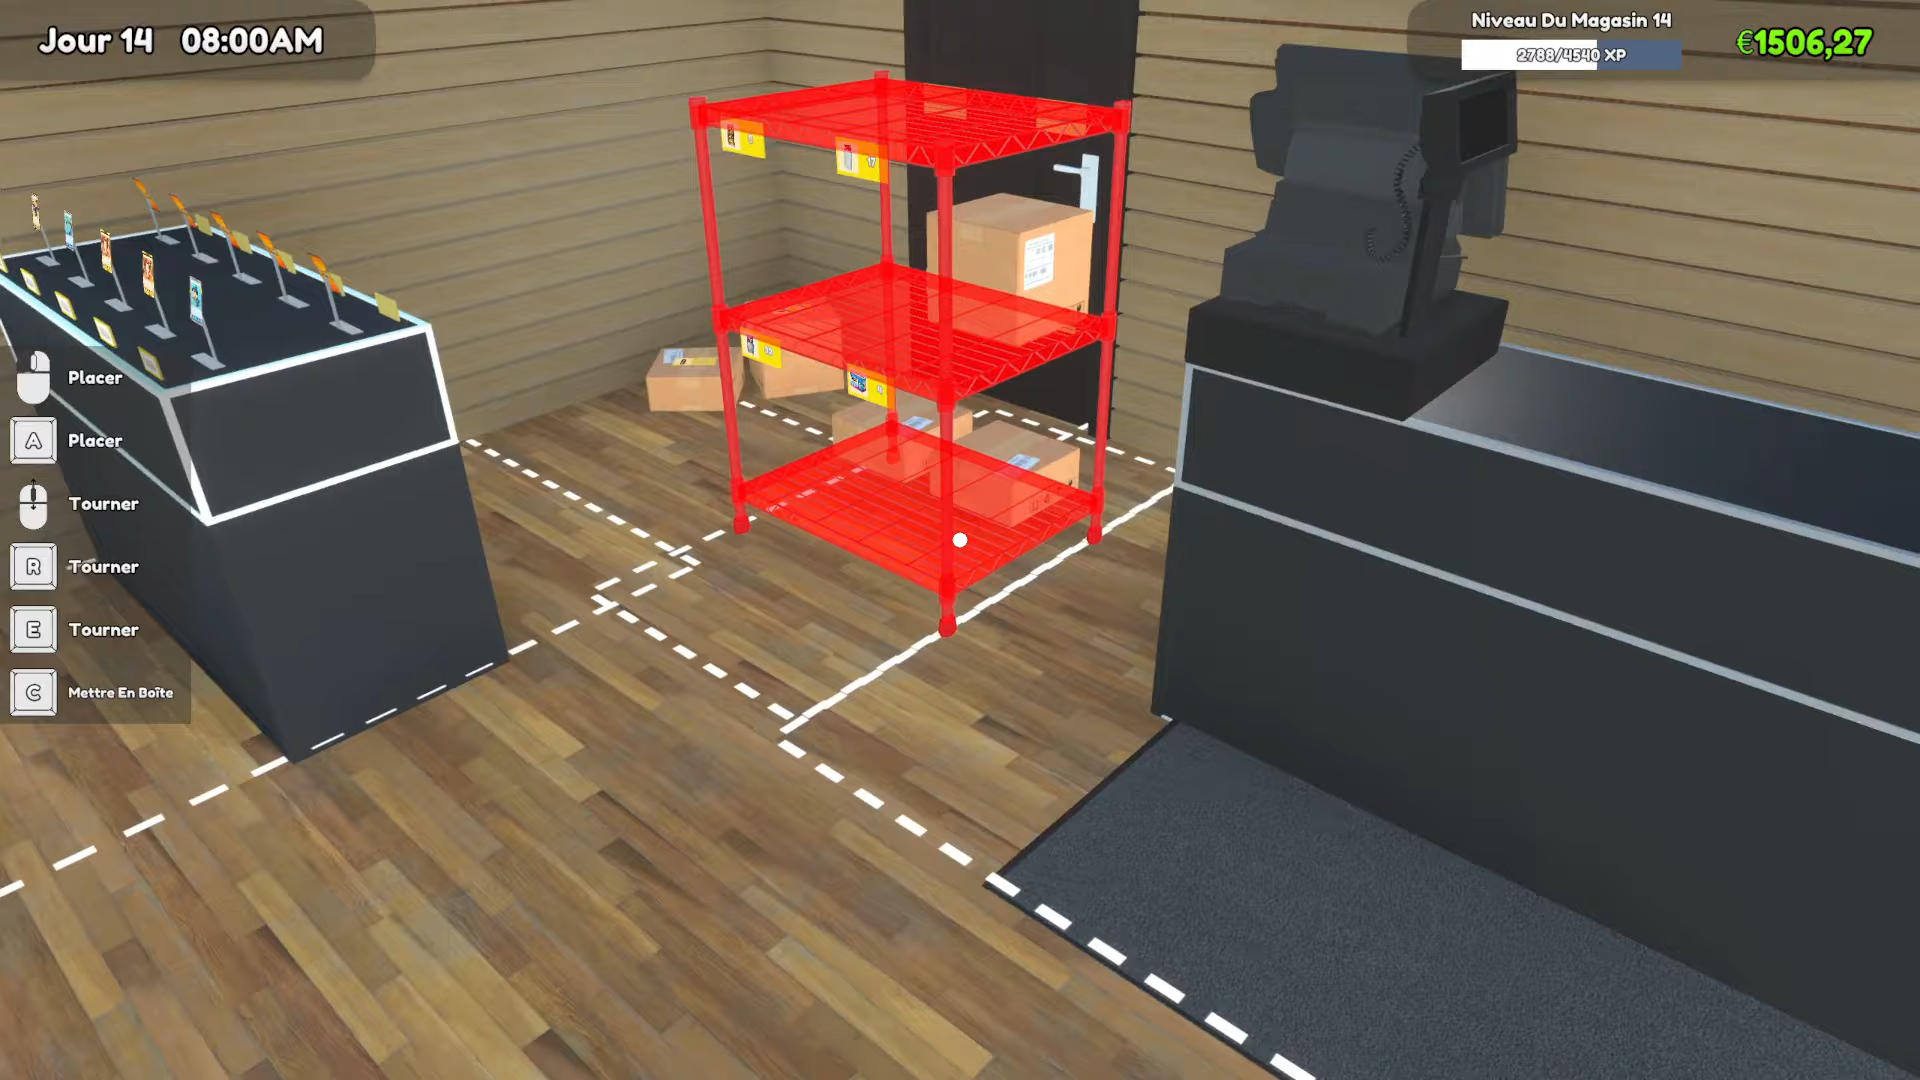 Jour 14 08:00AM
Niveau Du Magasin 14
2788/4540 XP
€1506,27
17
Placer
A Placer
Tourner
R Tourner
E Tourner
C Mettre En Boîte